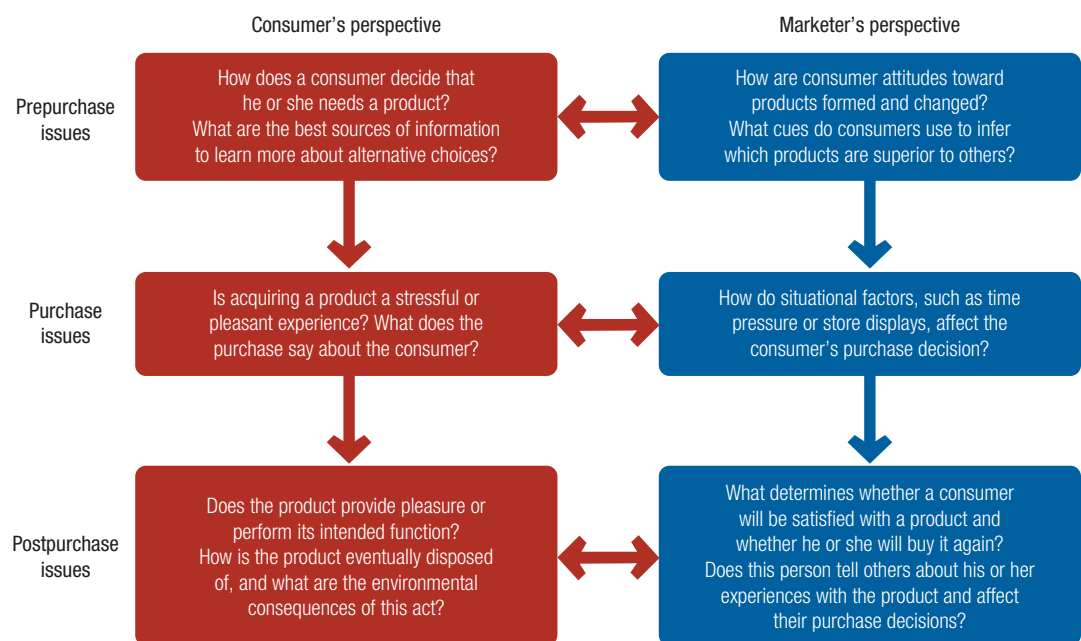 Consumer’s perspective
Marketer’s perspective
Prepurchase
issues
How does a consumer decide that
he or she needs a product?
What are the best sources of information
to learn more about alternative choices?
How are consumer attitudes toward
products formed and changed?
What cues do consumers use to infer
which products are superior to others?
Purchase
issues
Is acquiring a product a stressful or
pleasant experience? What does the
purchase say about the consumer?
How do situational factors, such as time
pressure or store displays, affect the
consumer’s purchase decision?
Postpurchase
issues
Does the product provide pleasure or
perform its intended function?
How is the product eventually disposed
of, and what are the environmental
consequences of this act?
What determines whether a consumer
will be satisfied with a product and
whether he or she will buy it again?
Does this person tell others about his or her
experiences with the product and affect
their purchase decisions?